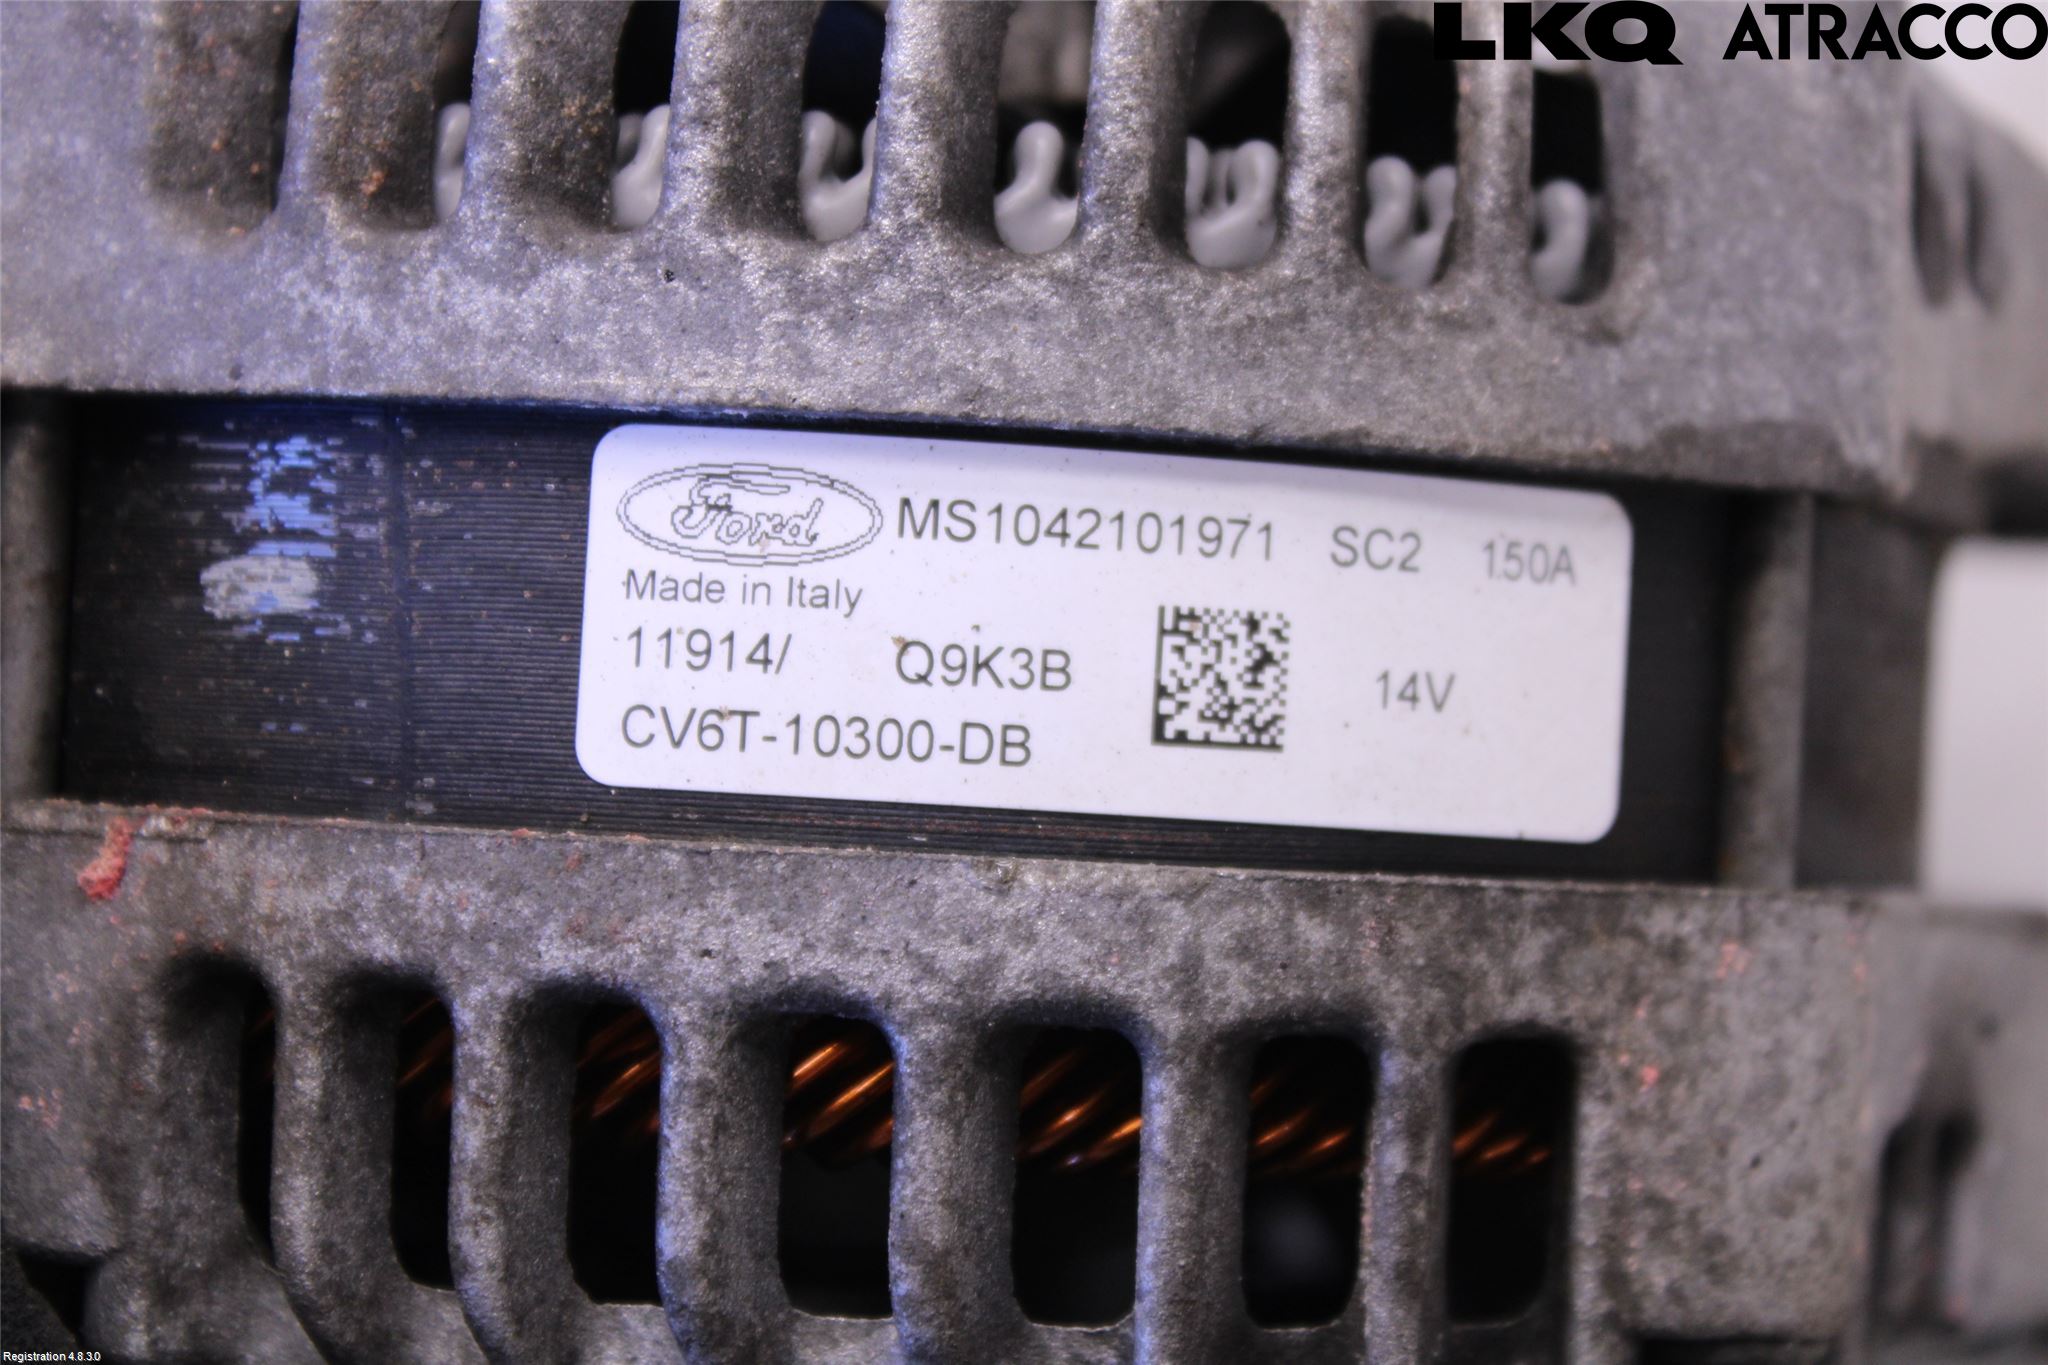 LKQ ATRACCO
Ford MS1042101971 SC2 150A
Made in Italy
11914/ Q9K3B 14V
CV6T-10300-DB
Registration 4.8.3.0